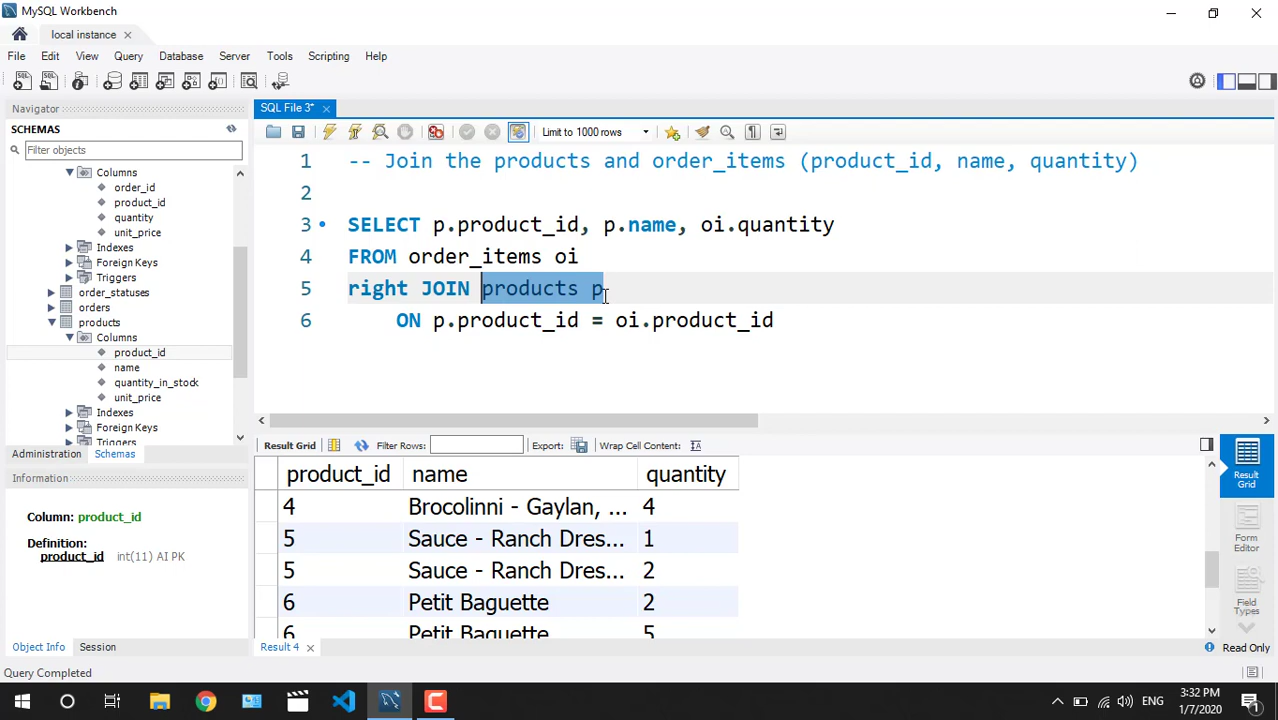 MySQL Workbench
local instance
File Edit View Query Database Server Tools Scripting Help
Navigator
SCHEMAS
Filter objects
Columns
order_id
product_id
quantity
unit_price
Indexes
Foreign Keys
Triggers
order_statuses
orders
products
Columns
product_id
name
quantity_in_stock
unit_price
Indexes
Foreign Keys
Triggers
Administration Schemas
Information
Column: product_id
Definition:
product_id int(11) AI PK
Object Info Session
Query Completed
SQL File 3*
Limit to 1000 rows
1 -- Join the products and order_items (product_id, name, quantity)
2
3 SELECT p.product_id, p.name, oi.quantity
4 FROM order_items oi
5 right JOIN products p
6 ON p.product_id = oi.product_id
Result Grid Filter Rows: Export: Wrap Cell Content:
product_id name quantity
4 Brocolinni - Gaylan, ... 4
5 Sauce - Ranch Dres... 1
5 Sauce - Ranch Dres... 2
6 Petit Baguette 2
6 Petit Baguette 5
Result 4
Result
Grid
Form
Editor
Field
Types
Read Only
ENG
3:32 PM
1/7/2020